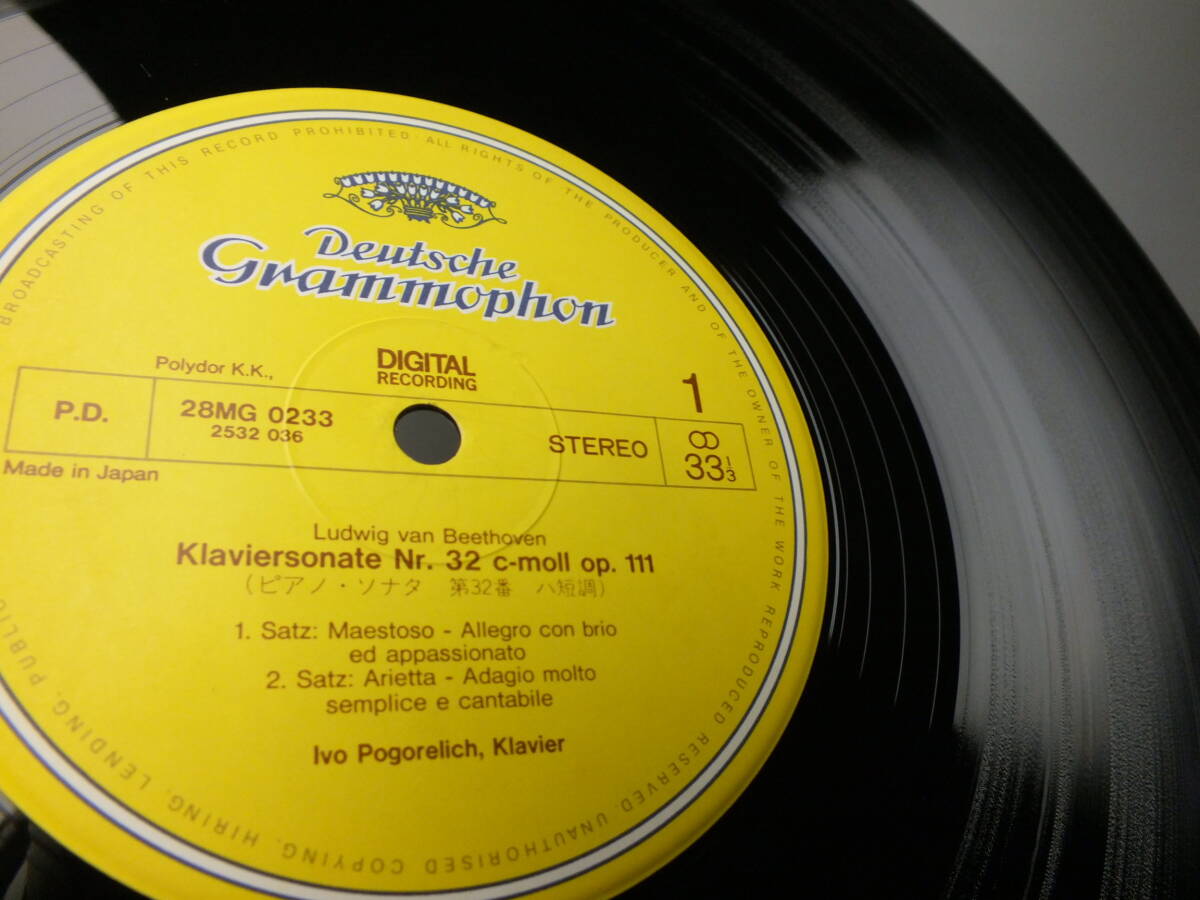 BROADCASTING OF THIS RECORD PROHIBITED · ALL RIGHTS OF THE PRODUCER AND OF THE OWNER OF THE WORK REPRODUCED RESERVED. UNAUTHORISED COPYING, HIRING, LENDING, PUBLIC
Deutsche
Grammophon
Polydor K.K.,
DIGITAL
RECORDING
1
P.D.
28MG 0233
2532 036
STEREO
33 1/3
Made in Japan
Ludwig van Beethoven
Klaviersonate Nr. 32 c-moll op. 111
(ピアノ・ソナタ 第32番 ハ短調)
1. Satz: Maestoso - Allegro con brio
ed appassionato
2. Satz: Arietta - Adagio molto
semplice e cantabile
Ivo Pogorelich, Klavier